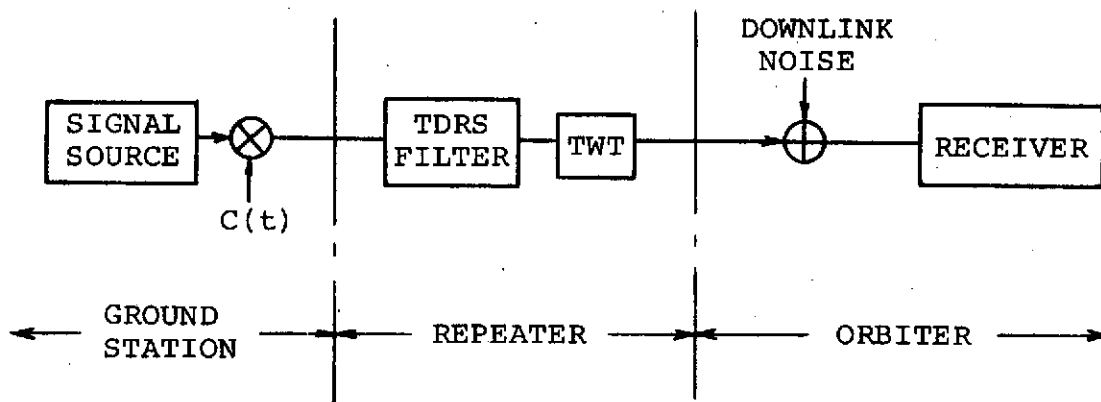 DOWNLINK
NOISE
SIGNAL
SOURCE
TDRS
FILTER
TWT
RECEIVER
C(t)
GROUND
STATION
REPEATER
ORBITER